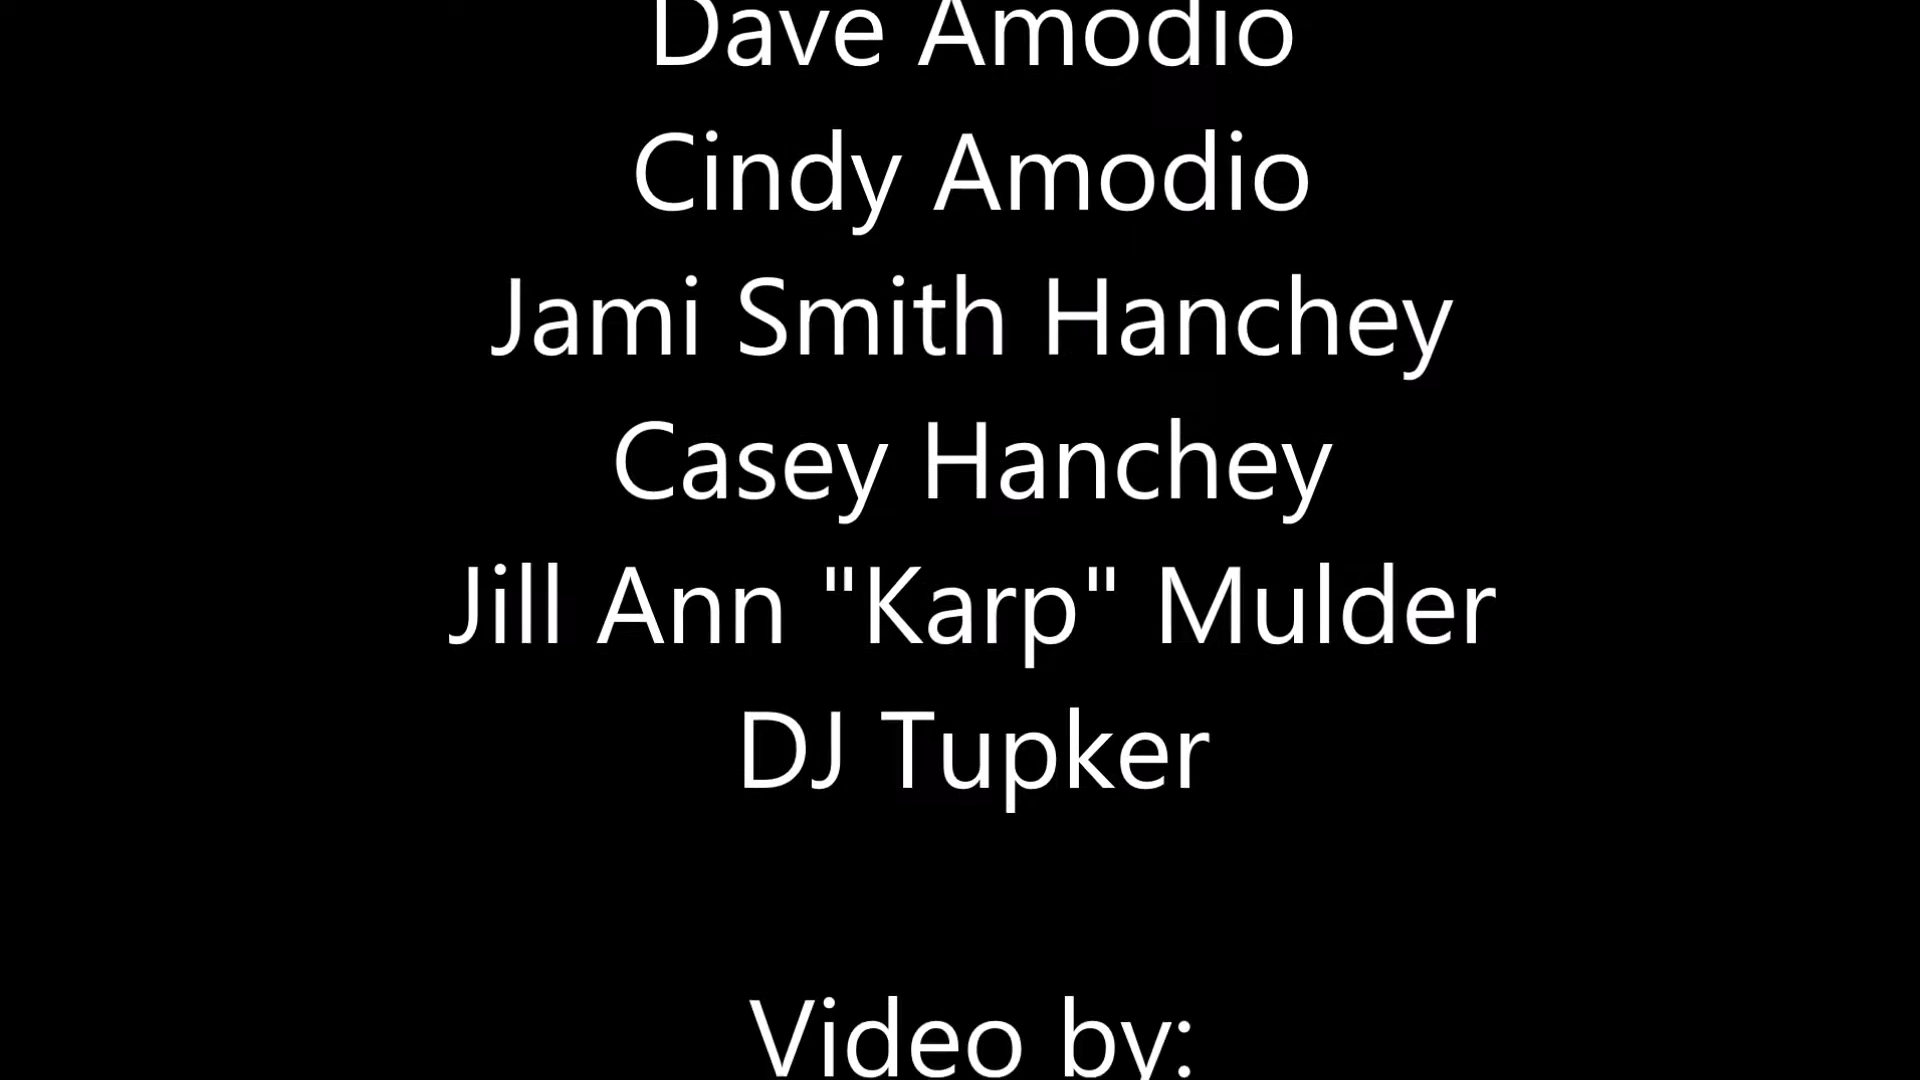 Dave Amodio
Cindy Amodio
Jami Smith Hanchey
Casey Hanchey
Jill Ann "Karp" Mulder
DJ Tupker
Video by: